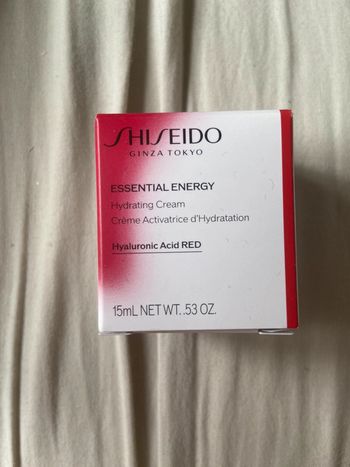 SHISEIDO
GINZA TOKYO
ESSENTIAL ENERGY
Hydrating Cream
Crème Activatrice d'Hydratation
Hyaluronic Acid RED
15mL NET WT. .53 OZ.